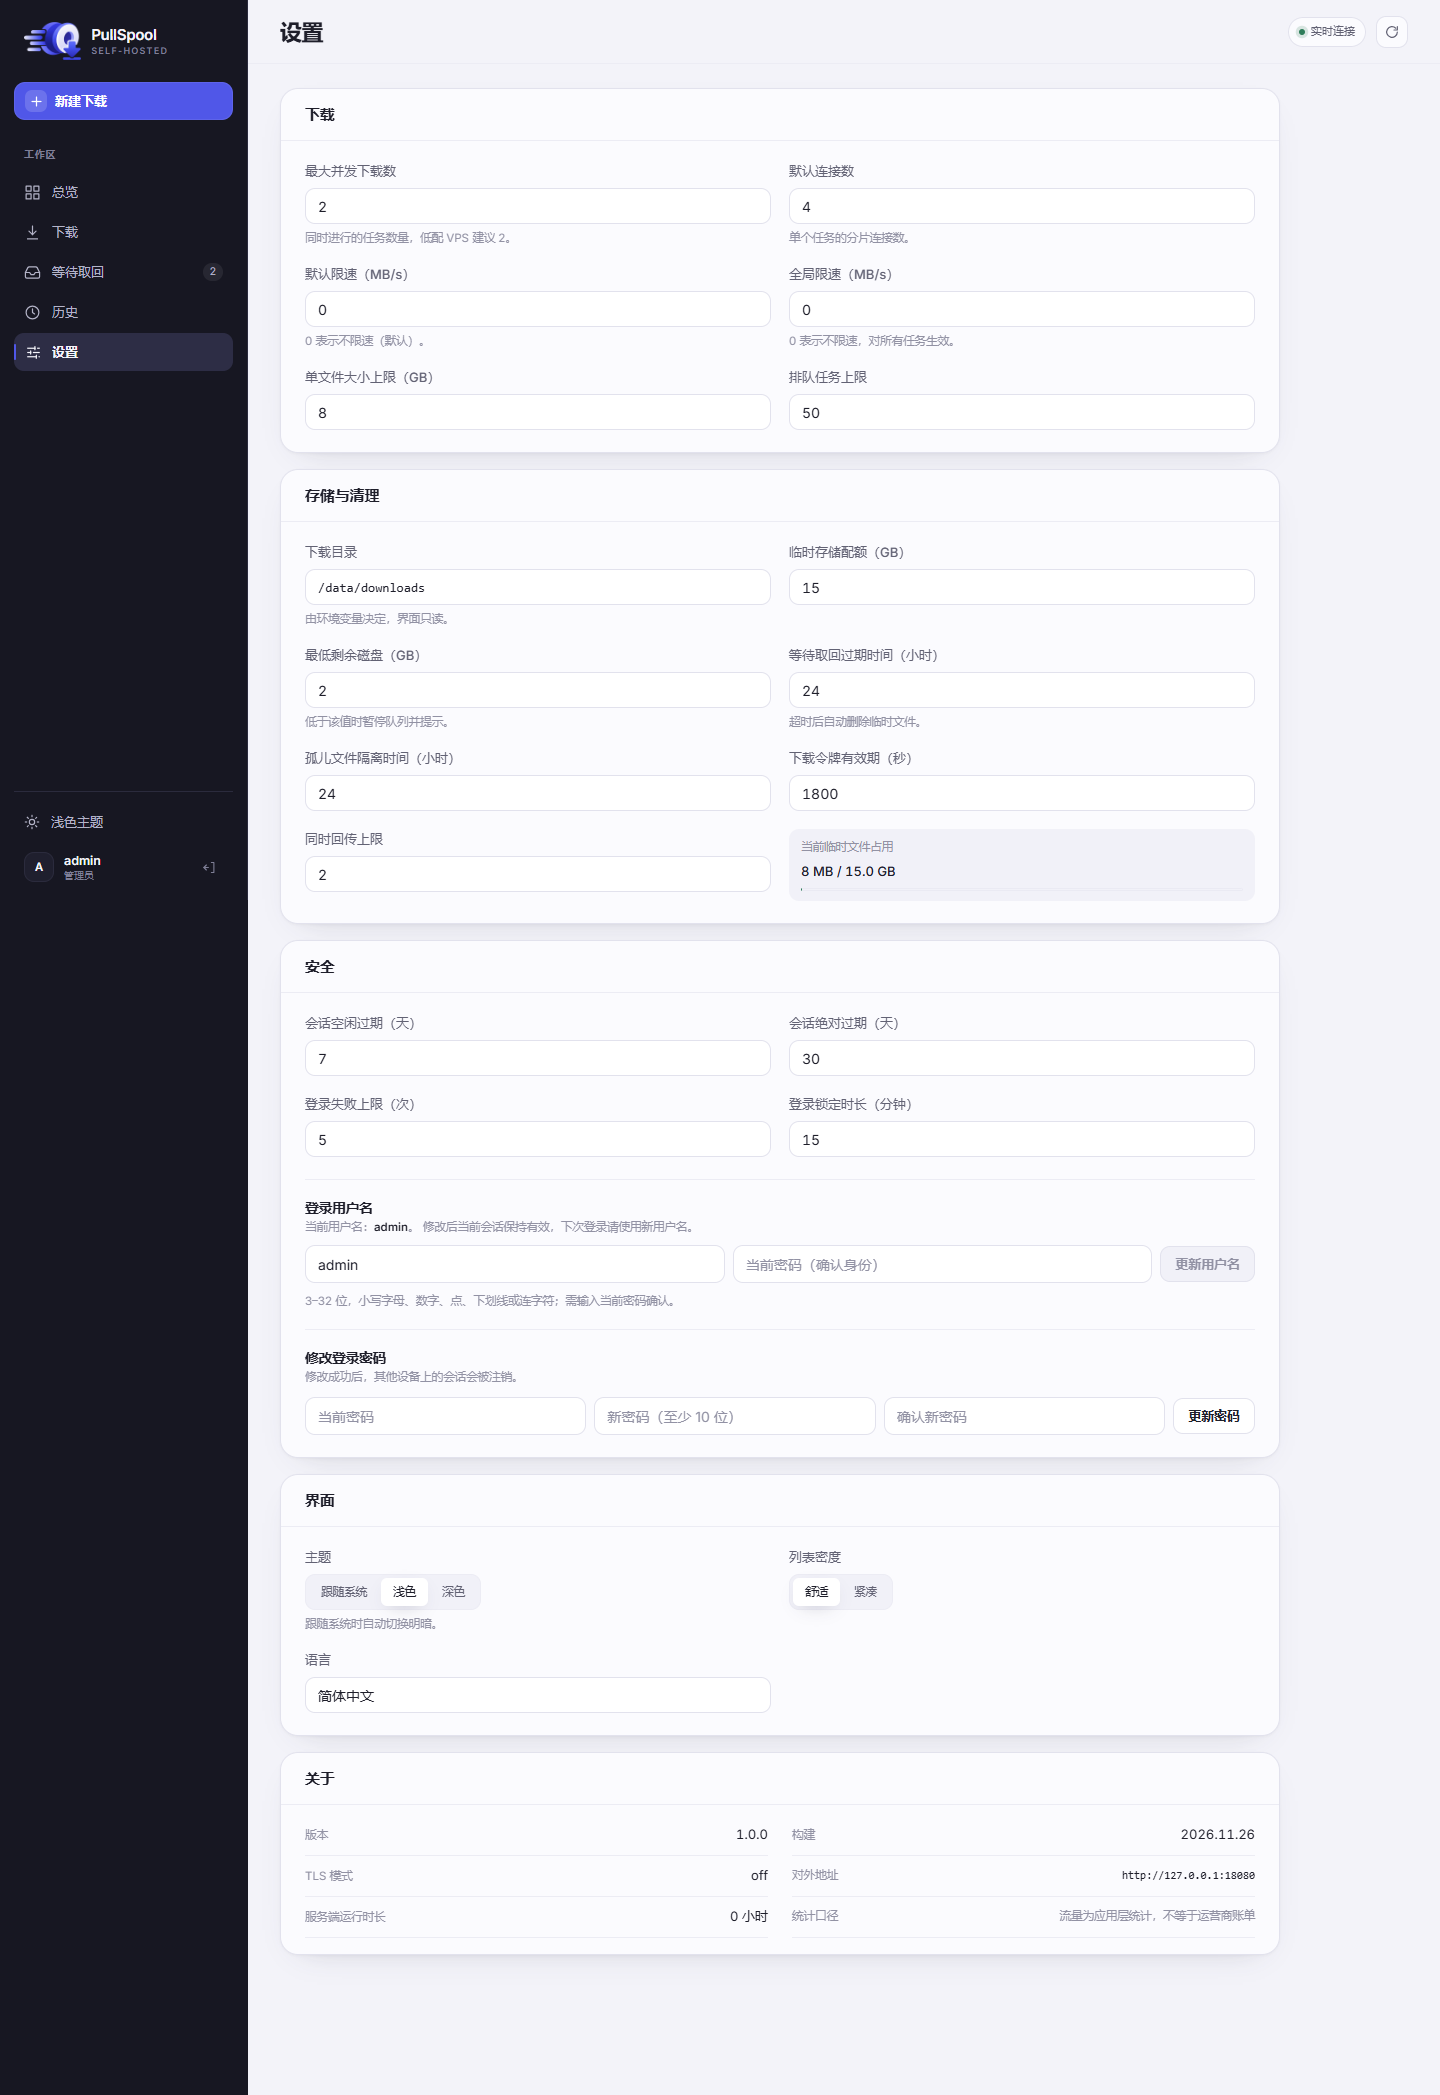 PullSpool
SELF-HOSTED
新建下载
工作区
总览
下载
等待取回 2
历史
设置
浅色主题
A
admin
管理员
设置
实时连接
下载
最大并发下载数
2
同时进行的任务数量，低配 VPS 建议 2。
默认连接数
4
单个任务的分片连接数。
默认限速（MB/s）
0
0 表示不限速（默认）。
全局限速（MB/s）
0
0 表示不限速，对所有任务生效。
单文件大小上限（GB）
8
排队任务上限
50
存储与清理
下载目录
/data/downloads
由环境变量决定，界面只读。
临时存储配额（GB）
15
最低剩余磁盘（GB）
2
低于该值时暂停队列并提示。
等待取回过期时间（小时）
24
超时后自动删除临时文件。
孤儿文件隔离时间（小时）
24
下载令牌有效期（秒）
1800
同时回传上限
2
当前临时文件占用
8 MB / 15.0 GB
安全
会话空闲过期（天）
7
会话绝对过期（天）
30
登录失败上限（次）
5
登录锁定时长（分钟）
15
登录用户名
当前用户名：admin。 修改后当前会话保持有效，下次登录请使用新用户名。
admin
当前密码（确认身份）
更新用户名
3–32 位，小写字母、数字、点、下划线或连字符；需输入当前密码确认。
修改登录密码
修改成功后，其他设备上的会话会被注销。
当前密码
新密码（至少 10 位）
确认新密码
更新密码
界面
主题
跟随系统 浅色 深色
跟随系统时自动切换明暗。
列表密度
舒适 紧凑
语言
简体中文
关于
版本 1.0.0
构建 2026.11.26
TLS 模式 off
对外地址 http://127.0.0.1:18080
服务端运行时长 0 小时
统计口径 流量为应用层统计，不等于运营商账单